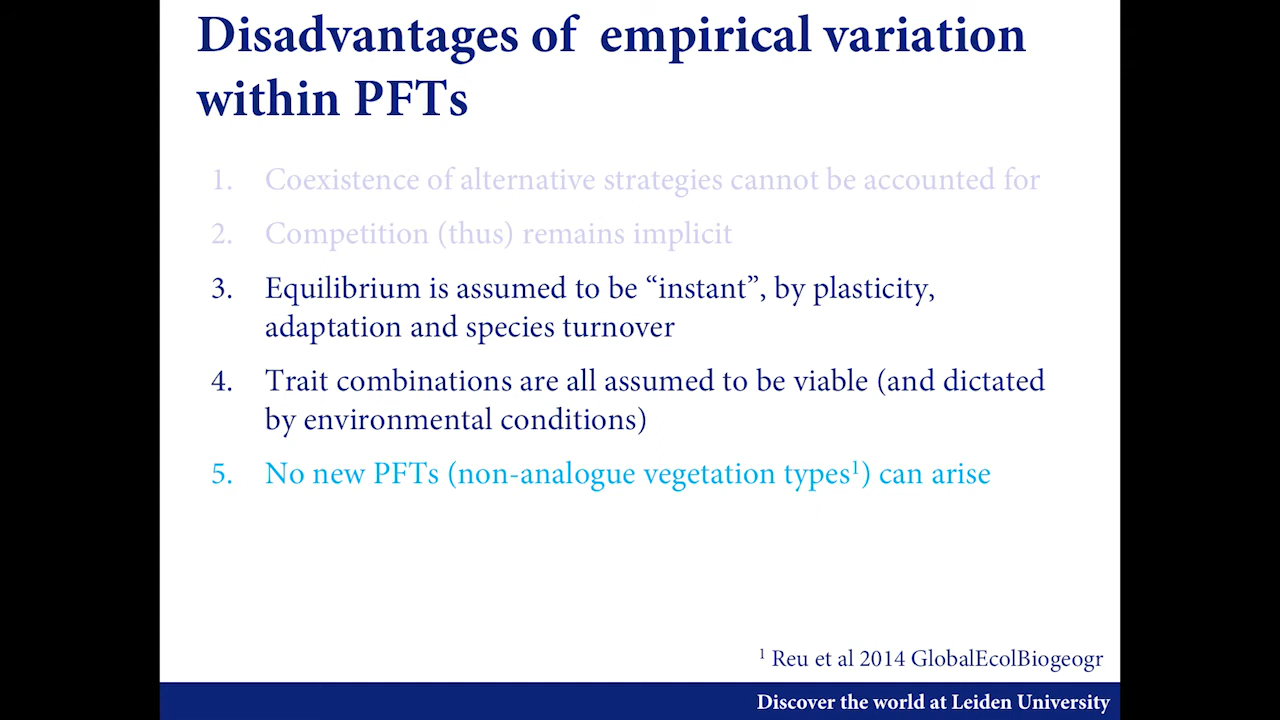 Disadvantages of empirical variation
within PFTs
1. Coexistence of alternative strategies cannot be accounted for
2. Competition (thus) remains implicit
3. Equilibrium is assumed to be “instant”, by plasticity,
adaptation and species turnover
4. Trait combinations are all assumed to be viable (and dictated
by environmental conditions)
5. No new PFTs (non-analogue vegetation types¹) can arise
¹ Reu et al 2014 GlobalEcolBiogeogr
Discover the world at Leiden University